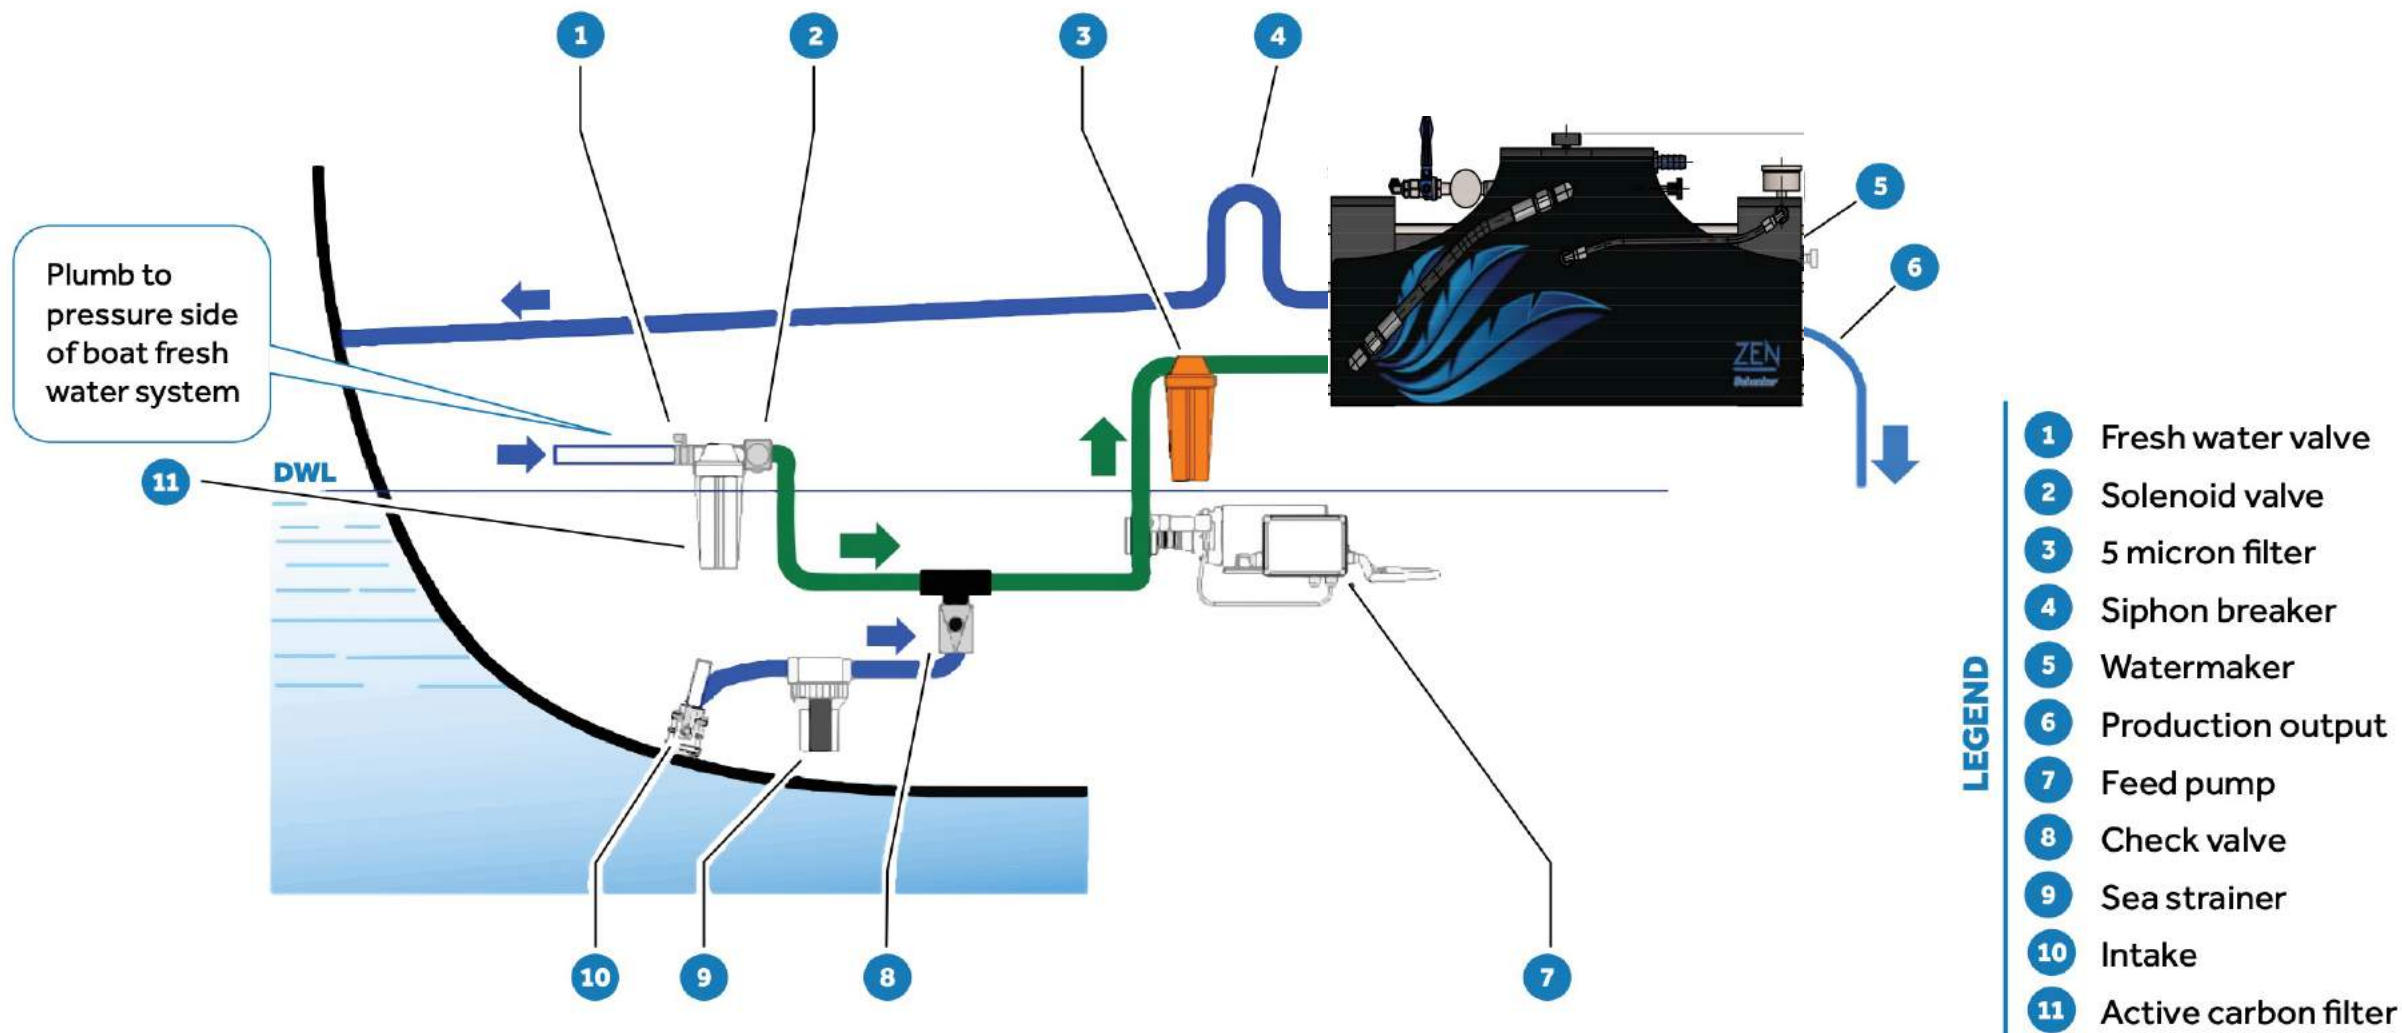 1
2
3
4
5
6
Plumb to
pressure side
of boat fresh
water system
11
DWL
ZEN
Schenker
10
9
8
7
LEGEND
1 Fresh water valve
2 Solenoid valve
3 5 micron filter
4 Siphon breaker
5 Watermaker
6 Production output
7 Feed pump
8 Check valve
9 Sea strainer
10 Intake
11 Active carbon filter